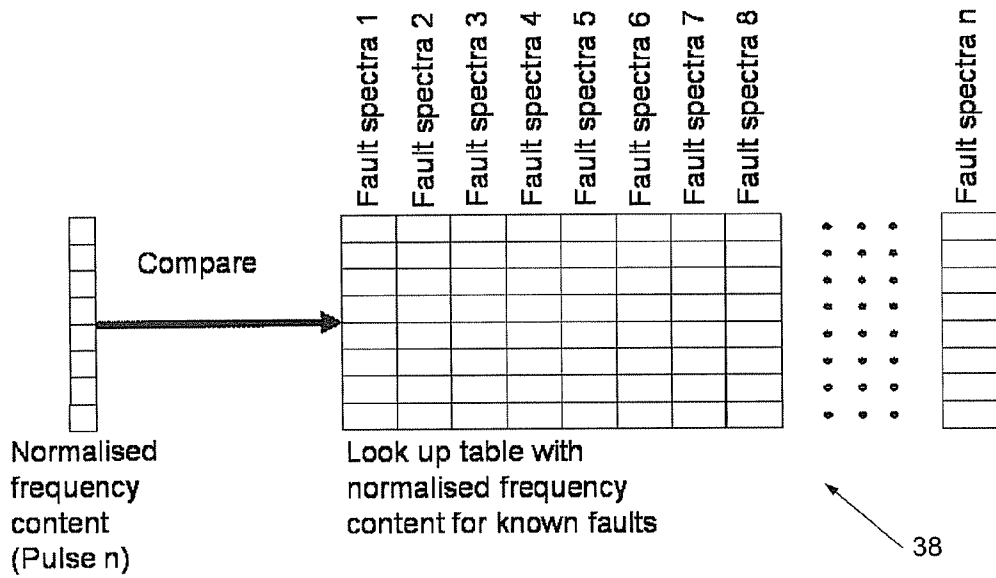 Fault spectra 1
Fault spectra 2
Fault spectra 3
Fault spectra 4
Fault spectra 5
Fault spectra 6
Fault spectra 7
Fault spectra 8
Fault spectra n
Compare
Normalised
frequency
content
(Pulse n)
Look up table with
normalised frequency
content for known faults
38